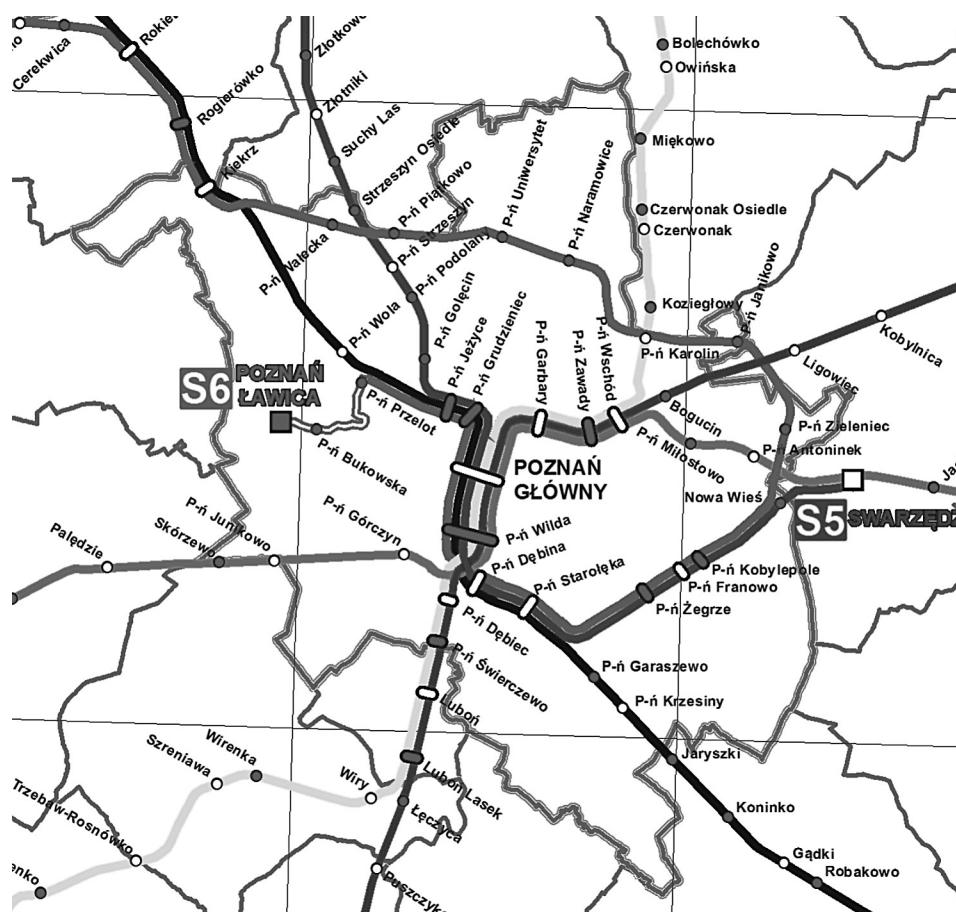 Cerekwica
Rogierówko
Kiekrz
Złotniki
Suchy Las
Strzeszyn Osiedle
P-ń Piątkowo
P-ń Strzeszyn
P-ń Podolany
P-ń Uniwersytet
P-ń Naramowice
Bolechówko
Owińska
Miękowo
Czerwonak Osiedle
Czerwonak
Koziegłowy
P-ń Karolin
P-ń Janikowo
Kobylnica
Ligowiec
P-ń Wola
P-ń Golęcin
P-ń Jeżyce
P-ń Grudzieniec
P-ń Garbary
P-ń Zawady
P-ń Wschód
Bogucin
P-ń Miłostowo
P-ń Antoninek
P-ń Zieleniec
S6 POZNAŃ
ŁAWICA
P-ń Przelot
P-ń Bukowska
POZNAŃ
GŁÓWNY
Nowa Wieś
S5 SWARZĘDZ
Palędzie
Skórzewo
P-ń Junikowo
P-ń Górczyn
P-ń Wilda
P-ń Dębina
P-ń Starołęka
P-ń Kobylepole
P-ń Franowo
P-ń Żegrze
P-ń Dębiec
P-ń Świerczewo
P-ń Garaszewo
P-ń Krzesiny
Luboń
Jaryszki
Luboń Lasek
Łęczyca
Wirenka
Szreniawa
Wiry
Trzebaw-Rosnówko
Koninko
Gądki
Robakowo